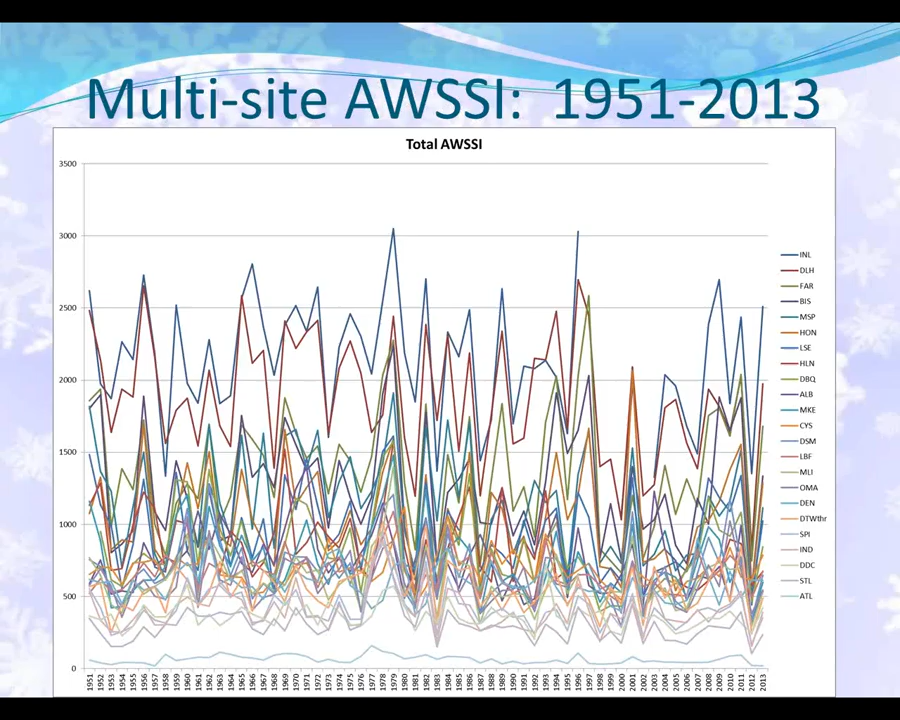 Multi-site AWSSI: 1951-2013
Total AWSSI
3500
3000
2500
2000
1500
1000
500
0
INL
DLH
FAR
BIS
MSP
HON
LSE
HLN
DBQ
ALB
MKE
CYS
DSM
LBF
MLI
OMA
DEN
DTWthr
SPI
IND
DDC
STL
ATL
1951 1952 1953 1954 1955 1956 1957 1958 1959 1960 1961 1962 1963 1964 1965 1966 1967 1968 1969 1970 1971 1972 1973 1974 1975 1976 1977 1978 1979 1980 1981 1982 1983 1984 1985 1986 1987 1988 1989 1990 1991 1992 1993 1994 1995 1996 1997 1998 1999 2000 2001 2002 2003 2004 2005 2006 2007 2008 2009 2010 2011 2012 2013